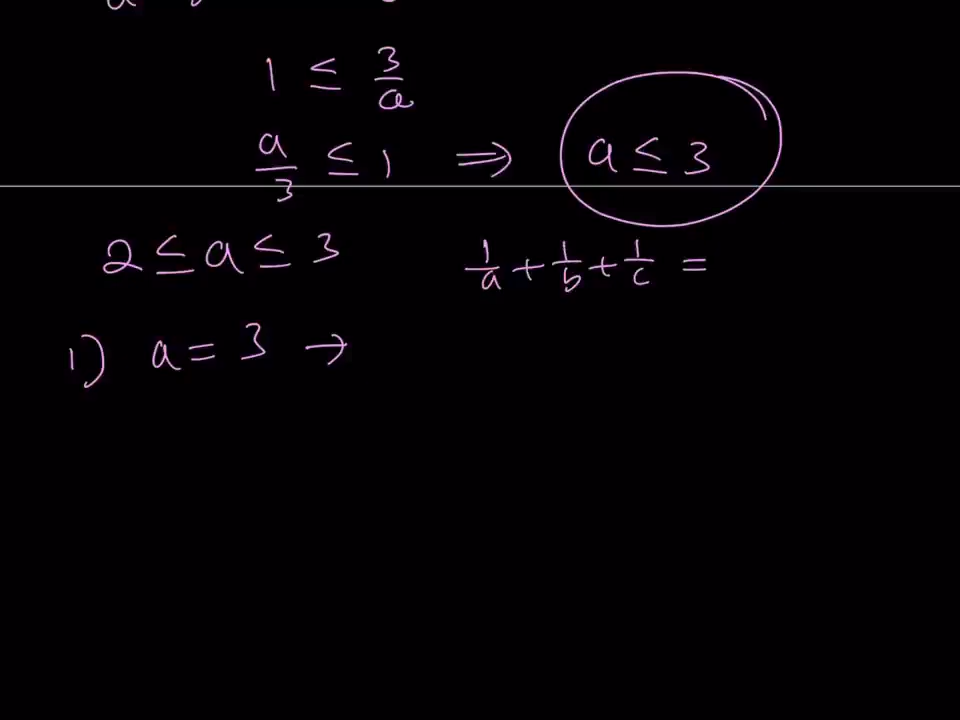 1 ≤ 3/a
a/3 ≤ 1 ⇒ a ≤ 3
2 ≤ a ≤ 3 1/a + 1/b + 1/c =
1) a = 3 →